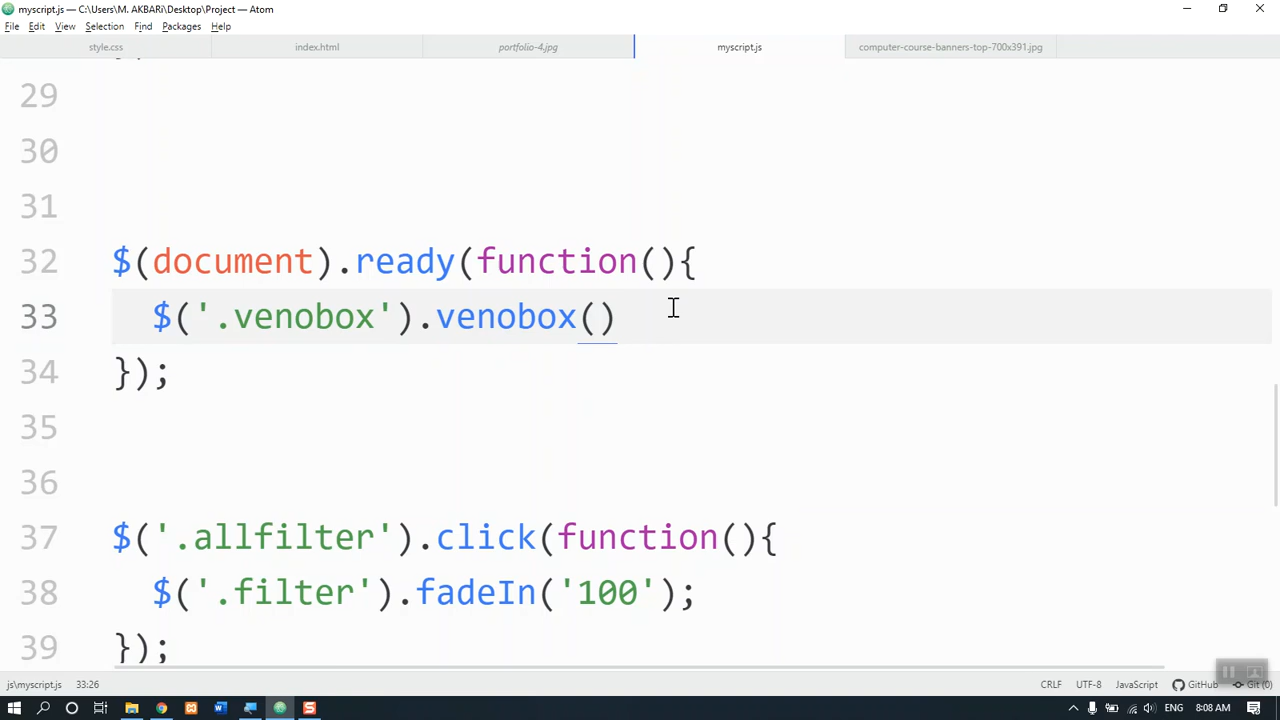 myscript.js — C:\Users\M. AKBARi\Desktop\Project — Atom
File Edit View Selection Find Packages Help
style.css index.html portfolio-4.jpg myscript.js computer-course-banners-top-700x391.jpg
29
30
31
32 $(document).ready(function(){
33 $('.venobox').venobox()
34 });
35
36
37 $('.allfilter').click(function(){
38 $('.filter').fadeIn('100');
39 });
js\myscript.js 33:26 CRLF UTF-8 JavaScript GitHub Git (0)
ENG 8:08 AM